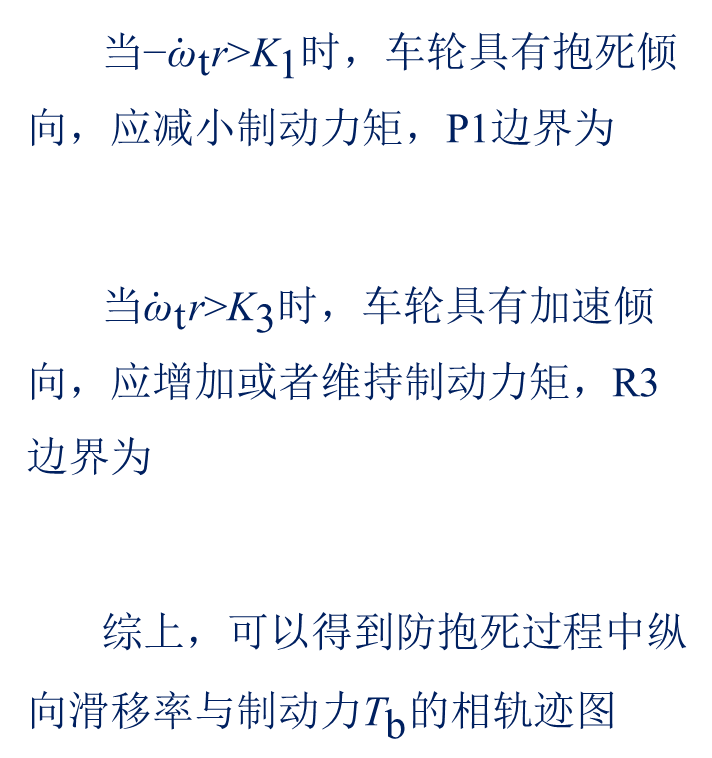 当−ω̇ₜr>K₁时，车轮具有抱死倾
向，应减小制动力矩，P1边界为
当ω̇ₜr>K₃时，车轮具有加速倾
向，应增加或者维持制动力矩，R3
边界为
综上，可以得到防抱死过程中纵
向滑移率与制动力T_b的相轨迹图